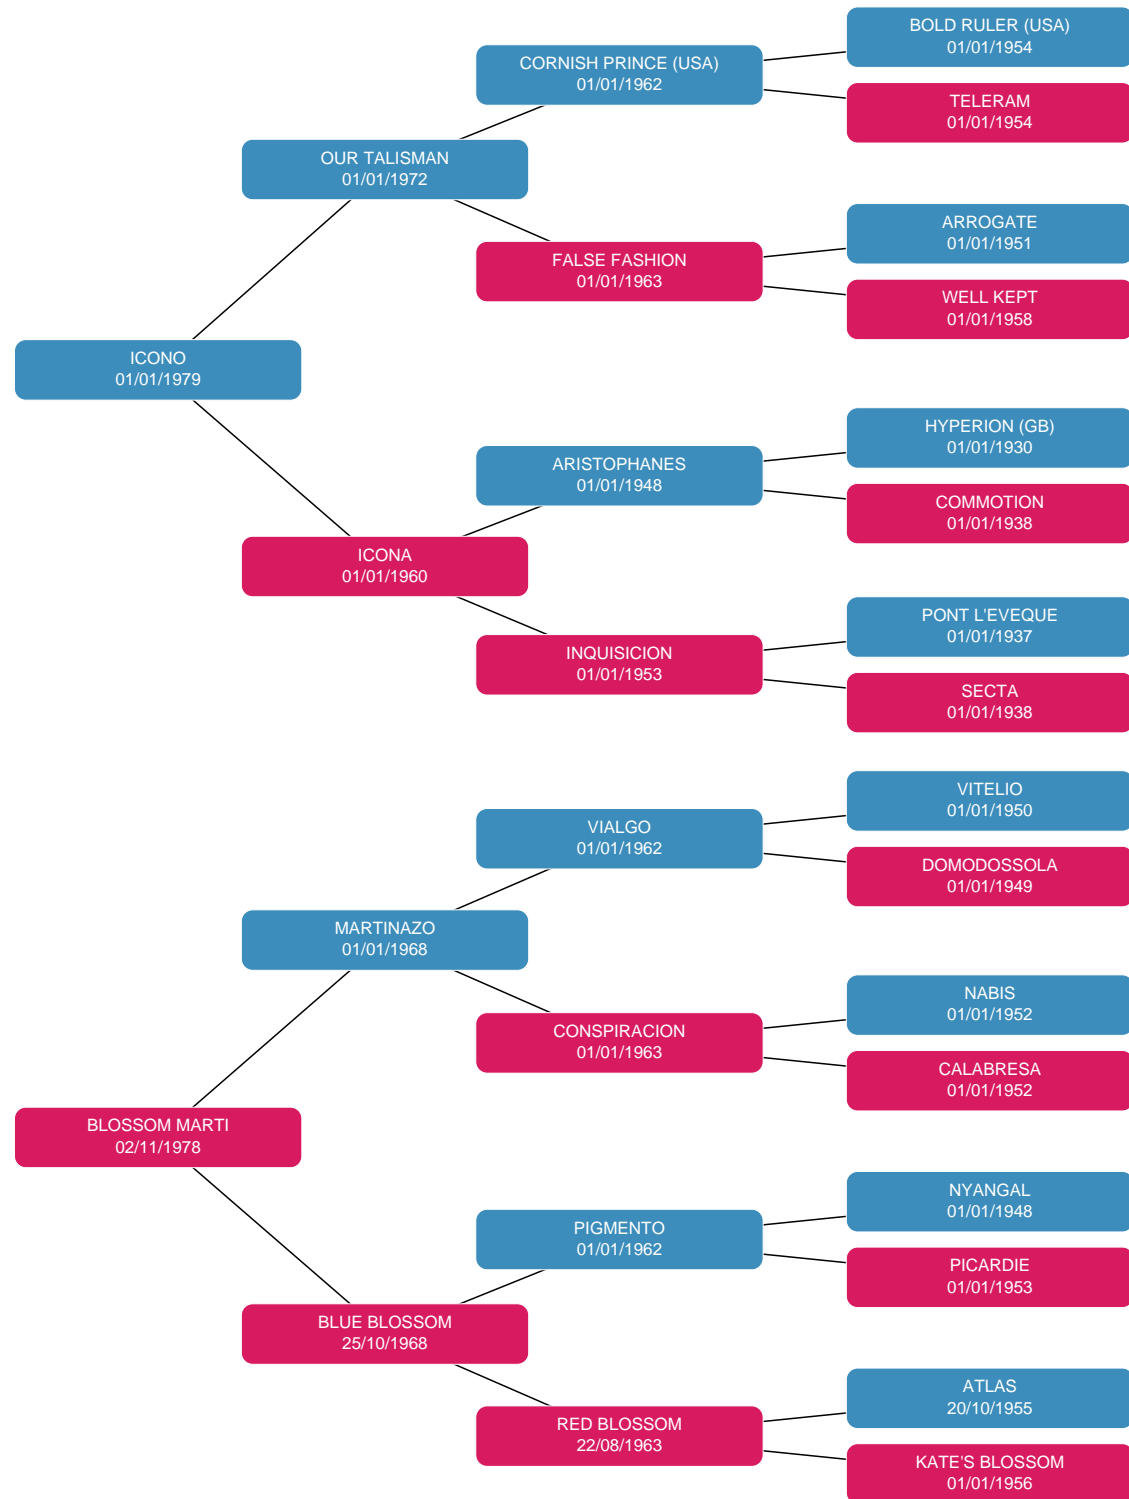 BOLD RULER (USA)
01/01/1954
CORNISH PRINCE (USA)
01/01/1962
TELERAM
01/01/1954
OUR TALISMAN
01/01/1972
ARROGATE
01/01/1951
FALSE FASHION
01/01/1963
WELL KEPT
01/01/1958
ICONO
01/01/1979
HYPERION (GB)
01/01/1930
ARISTOPHANES
01/01/1948
COMMOTION
01/01/1938
ICONA
01/01/1960
PONT L'EVEQUE
01/01/1937
INQUISICION
01/01/1953
SECTA
01/01/1938
VITELIO
01/01/1950
VIALGO
01/01/1962
DOMODOSSOLA
01/01/1949
MARTINAZO
01/01/1968
NABIS
01/01/1952
CONSPIRACION
01/01/1963
CALABRESA
01/01/1952
BLOSSOM MARTI
02/11/1978
NYANGAL
01/01/1948
PIGMENTO
01/01/1962
PICARDIE
01/01/1953
BLUE BLOSSOM
25/10/1968
ATLAS
20/10/1955
RED BLOSSOM
22/08/1963
KATE'S BLOSSOM
01/01/1956